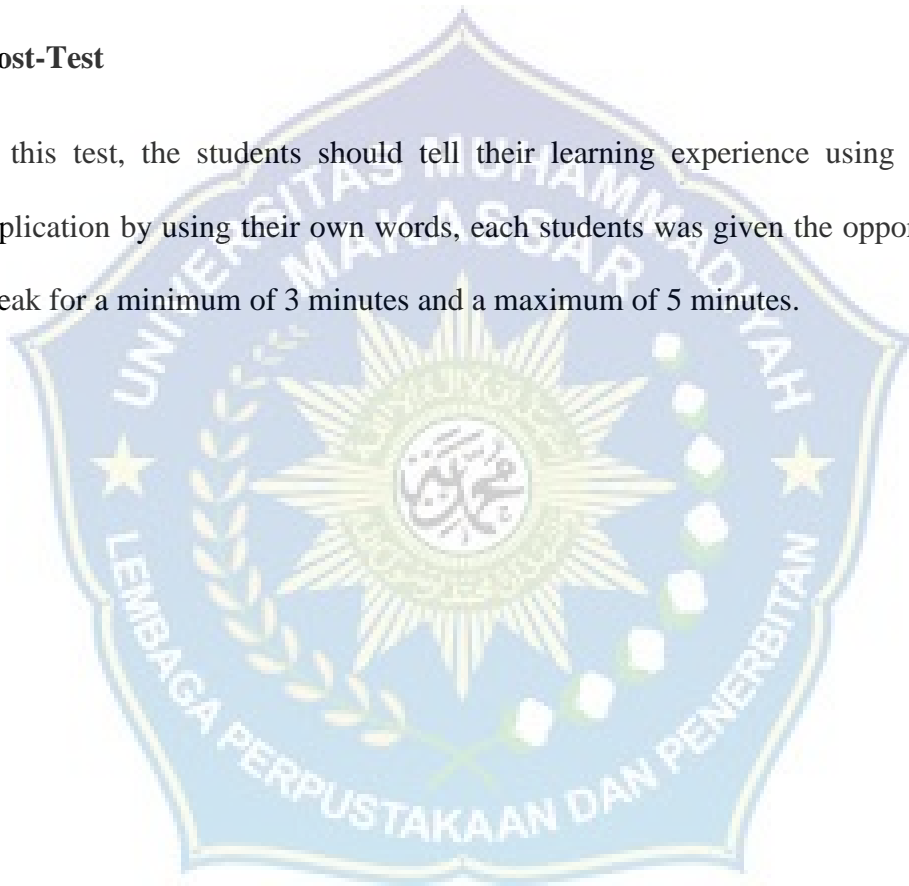 ost-Test
this test, the students should tell their learning experience using
plication by using their own words, each students was given the oppor
eak for a minimum of 3 minutes and a maximum of 5 minutes.
UNIVERSITAS MUHAMMADIYAH
MAKASSAR
LEMBAGA PERPUSTAKAAN DAN PENERBITAN